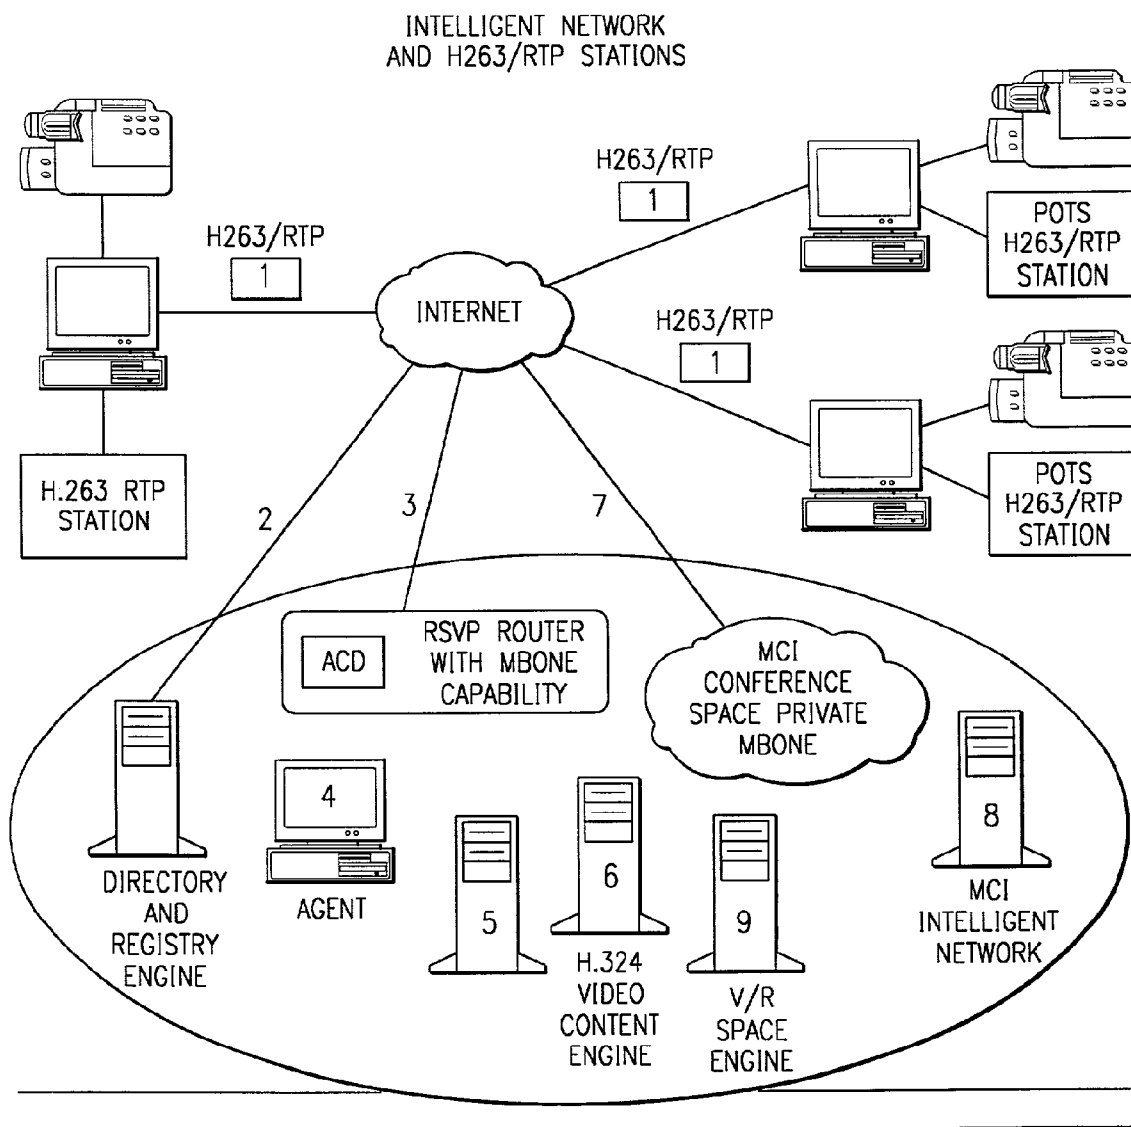 INTELLIGENT NETWORK
AND H263/RTP STATIONS
H263/RTP
1
H263/RTP
1
POTS
H263/RTP
STATION
INTERNET
H263/RTP
1
H.263 RTP
STATION
POTS
H263/RTP
STATION
2
3
7
ACD
RSVP ROUTER
WITH MBONE
CAPABILITY
MCI
CONFERENCE
SPACE PRIVATE
MBONE
DIRECTORY
AND
REGISTRY
ENGINE
4
AGENT
5
6
H.324
VIDEO
CONTENT
ENGINE
9
V/R
SPACE
ENGINE
8
MCI
INTELLIGENT
NETWORK